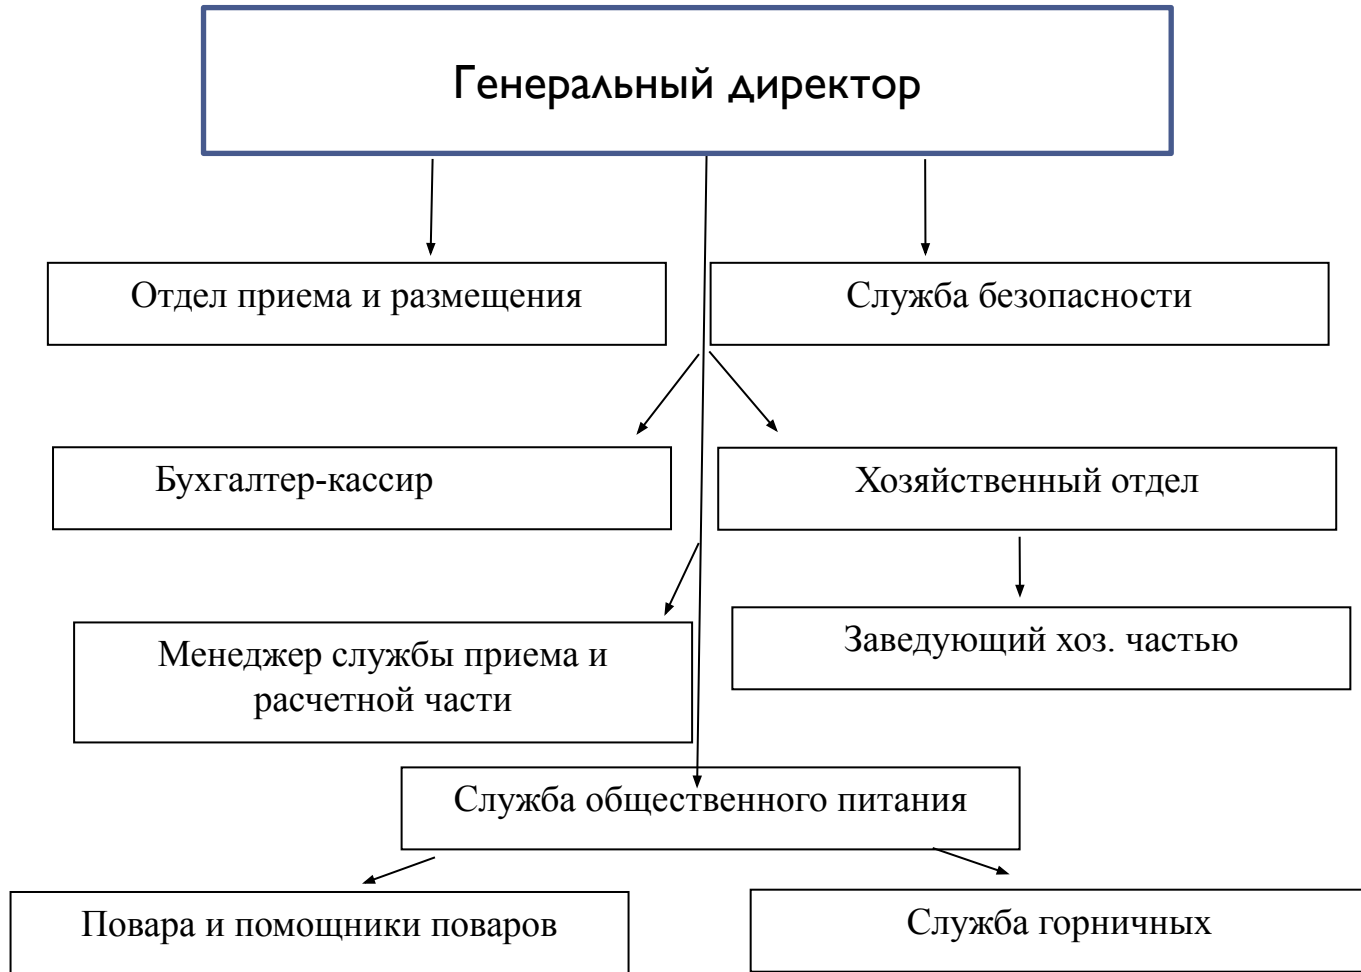 Генеральный директор
Отдел приема и размещения
Служба безопасности
Бухгалтер-кассир
Хозяйственный отдел
Менеджер службы приема и
расчетной части
Заведующий хоз. частью
Служба общественного питания
Повара и помощники поваров
Служба горничных